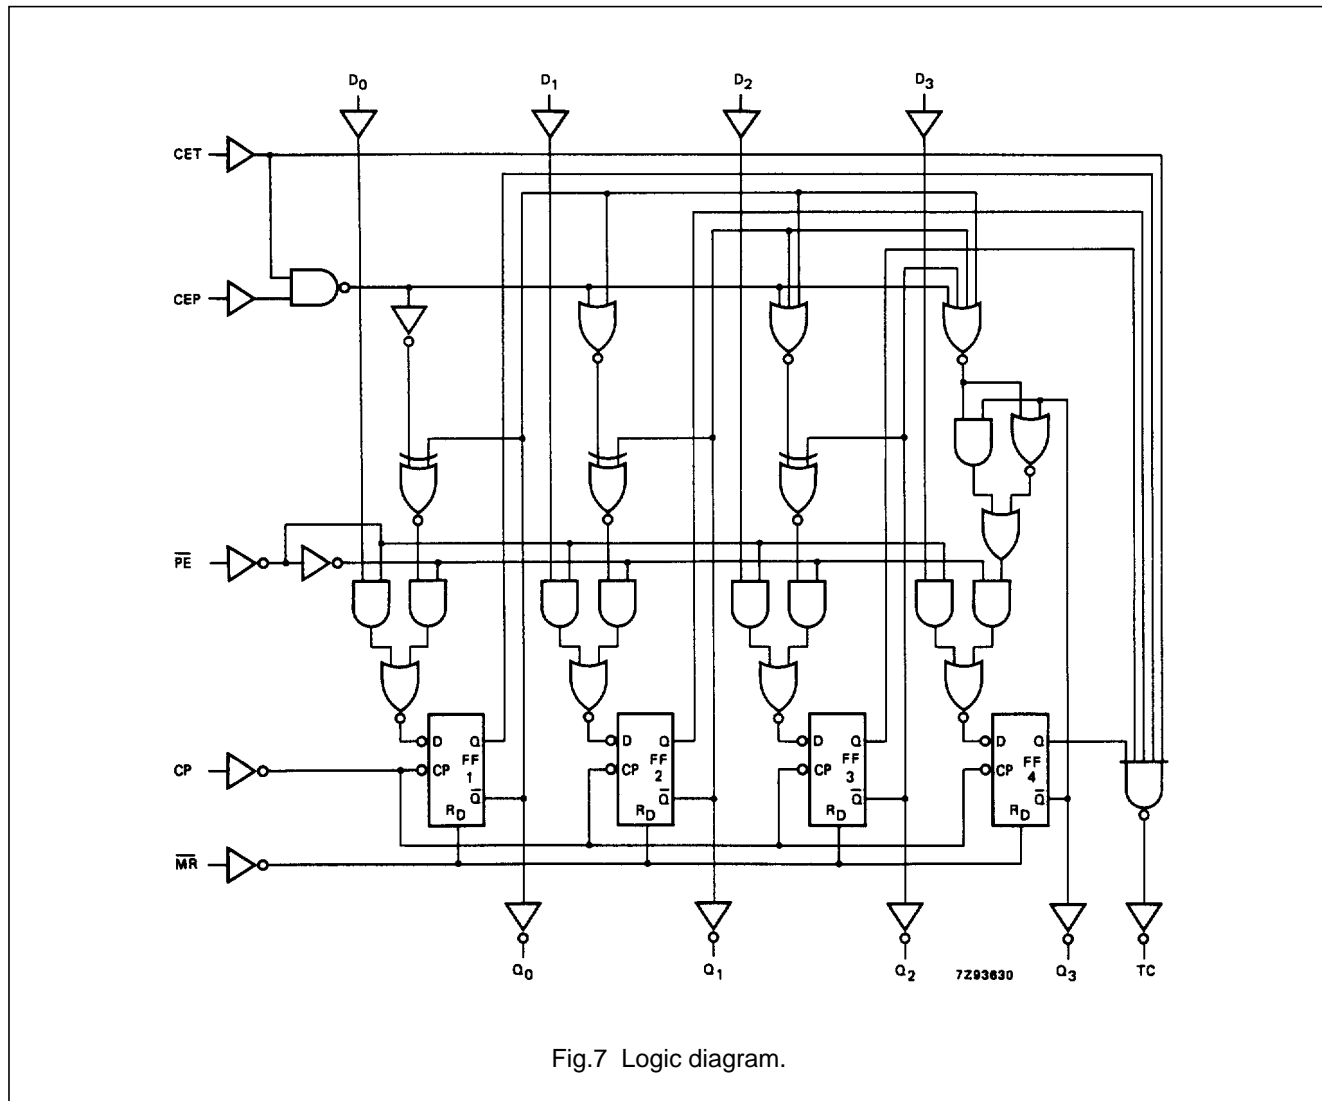 D0 D1 D2 D3
CET
CEP
PE
D Q D Q D Q D Q
FF FF FF FF
CP CP CP CP CP
1 2 3 4
Q Q Q Q
RD RD RD RD
MR
Q0 Q1 Q2 7Z93630 Q3 TC
Fig.7 Logic diagram.